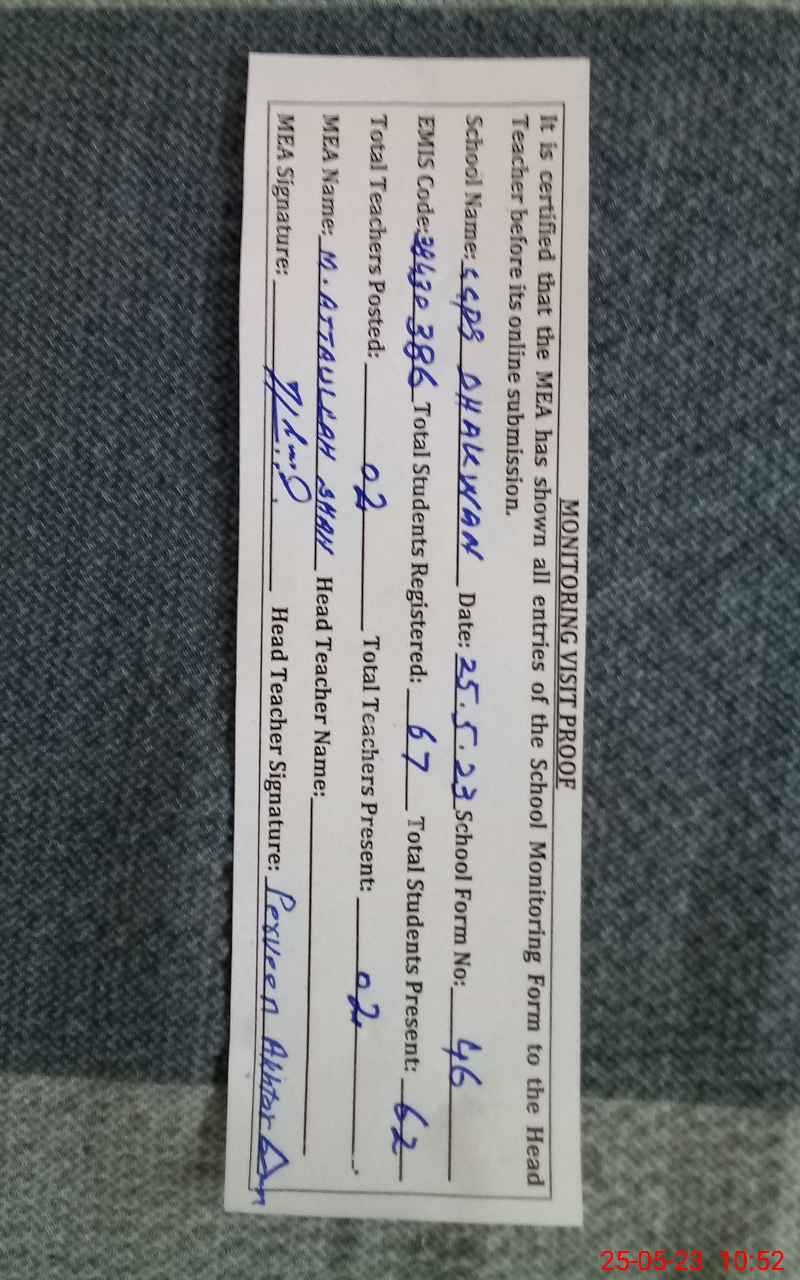 MONITORING VISIT PROOF
It is certified that the MEA has shown all entries of the School Monitoring Form to the Head
Teacher before its online submission.
School Name: GGPS DHAKWAN Date: 25.5.23 School Form No: 46
EMIS Code: 38430386 Total Students Registered: 67 Total Students Present: 62
Total Teachers Posted: 02 Total Teachers Present: 02
MEA Name: M. ATTAULLAH SHAH Head Teacher Name:
MEA Signature: Head Teacher Signature: Perveen Akhtar
25-05-23 10:52